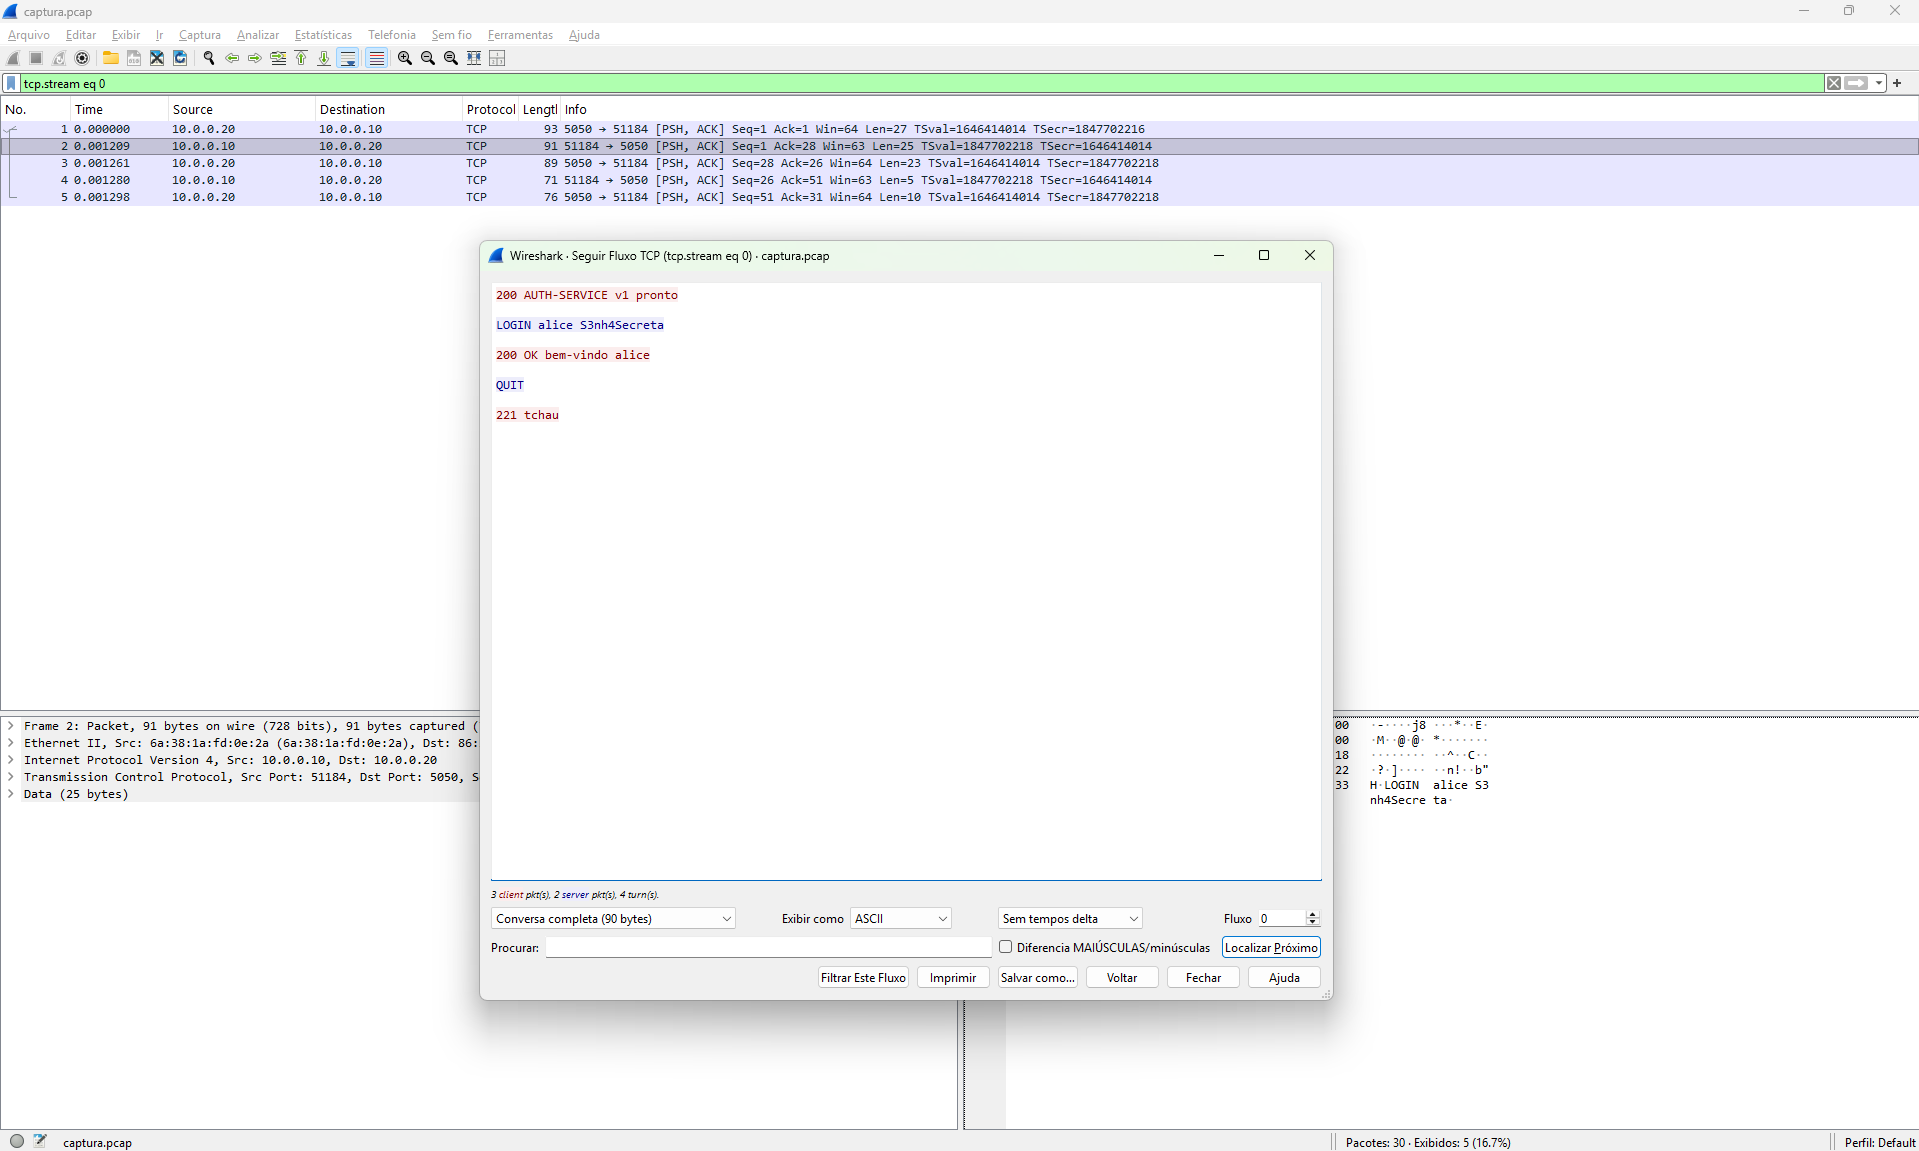 captura.pcap
Arquivo Editar Exibir Ir Captura Analizar Estatísticas Telefonia Sem fio Ferramentas Ajuda
tcp.stream eq 0
No. Time Source Destination Protocol Lengtl Info
1 0.000000 10.0.0.20 10.0.0.10 TCP 93 5050 → 51184 [PSH, ACK] Seq=1 Ack=1 Win=64 Len=27 TSval=1646414014 TSecr=1847702216
2 0.001209 10.0.0.10 10.0.0.20 TCP 91 51184 → 5050 [PSH, ACK] Seq=1 Ack=28 Win=63 Len=25 TSval=1847702218 TSecr=1646414014
3 0.001261 10.0.0.20 10.0.0.10 TCP 89 5050 → 51184 [PSH, ACK] Seq=28 Ack=26 Win=64 Len=23 TSval=1646414014 TSecr=1847702218
4 0.001280 10.0.0.10 10.0.0.20 TCP 71 51184 → 5050 [PSH, ACK] Seq=26 Ack=51 Win=63 Len=5 TSval=1847702218 TSecr=1646414014
5 0.001298 10.0.0.20 10.0.0.10 TCP 76 5050 → 51184 [PSH, ACK] Seq=51 Ack=31 Win=64 Len=10 TSval=1646414014 TSecr=1847702218
Wireshark · Seguir Fluxo TCP (tcp.stream eq 0) · captura.pcap
200 AUTH-SERVICE v1 pronto
LOGIN alice S3nh4Secreta
200 OK bem-vindo alice
QUIT
221 tchau
3 client pkt(s), 2 server pkt(s), 4 turn(s).
Conversa completa (90 bytes) Exibir como ASCII Sem tempos delta Fluxo 0
Procurar: Diferencia MAIÚSCULAS/minúsculas Localizar Próximo
Filtrar Este Fluxo Imprimir Salvar como... Voltar Fechar Ajuda
Frame 2: Packet, 91 bytes on wire (728 bits), 91 bytes captured (
Ethernet II, Src: 6a:38:1a:fd:0e:2a (6a:38:1a:fd:0e:2a), Dst: 86:
Internet Protocol Version 4, Src: 10.0.0.10, Dst: 10.0.0.20
Transmission Control Protocol, Src Port: 51184, Dst Port: 5050, S
Data (25 bytes)
00 ·-····j8 ···*··E·
00 ·M··@·@· *·······
18 ········ ··^··C··
22 ·?·]···· ··n!··b"
33 H·LOGIN alice S3
nh4Secre ta·
captura.pcap
Pacotes: 30 · Exibidos: 5 (16.7%)
Perfil: Default